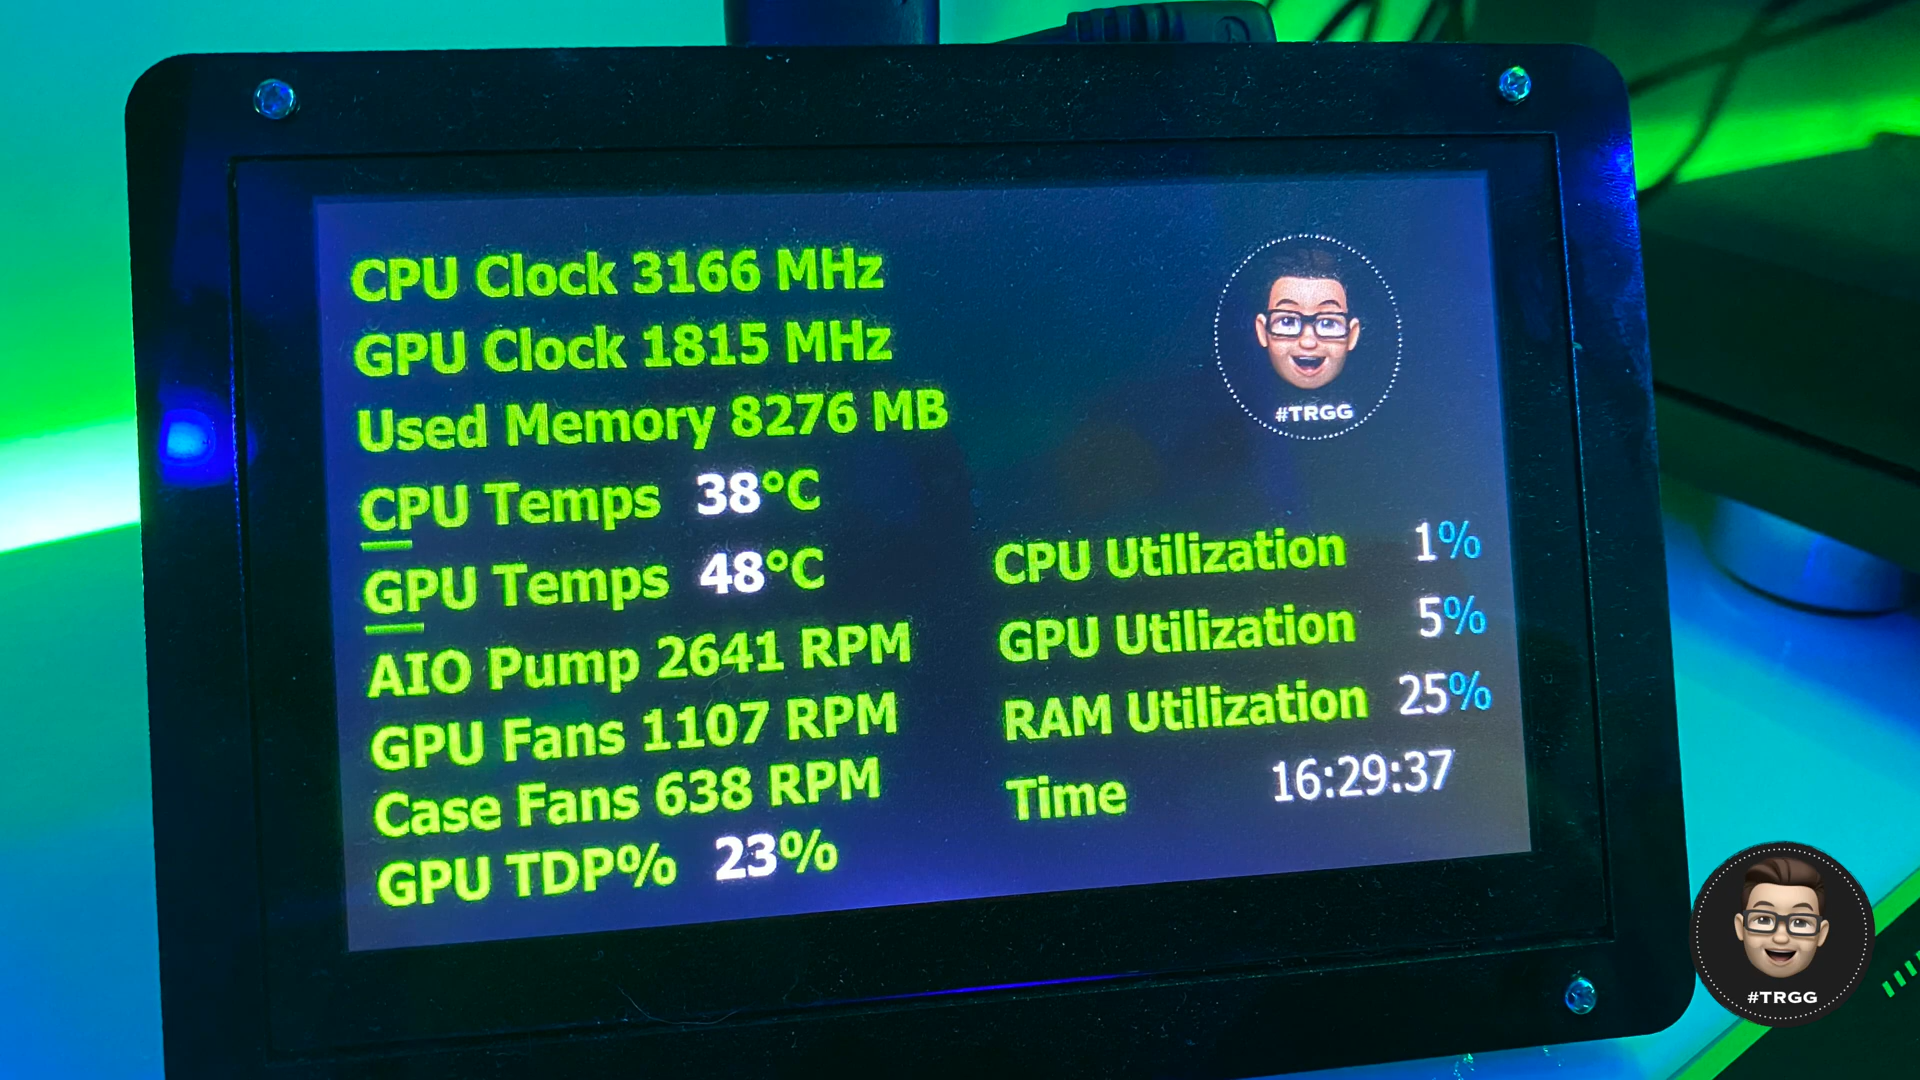 CPU Clock 3166 MHz
GPU Clock 1815 MHz
Used Memory 8276 MB
CPU Temps 38°C
GPU Temps 48°C
AIO Pump 2641 RPM
GPU Fans 1107 RPM
Case Fans 638 RPM
GPU TDP% 23%
#TRGG
CPU Utilization 1%
GPU Utilization 5%
RAM Utilization 25%
Time 16:29:37
#TRGG